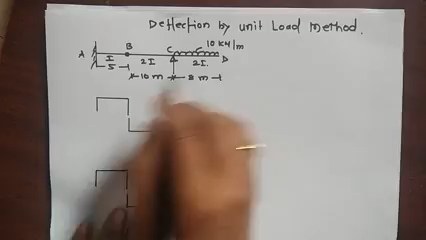 Deflection by unit Load Method.
10 KN/m
A B C D
I 2I 2I.
5 10 m 8 m